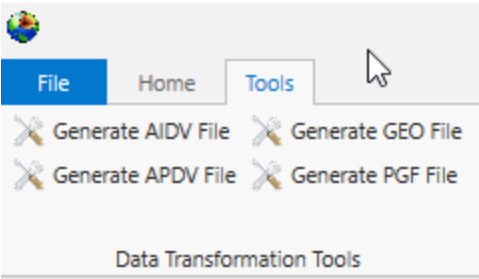 File Home Tools
Generate AIDV File Generate GEO File
Generate APDV File Generate PGF File
Data Transformation Tools